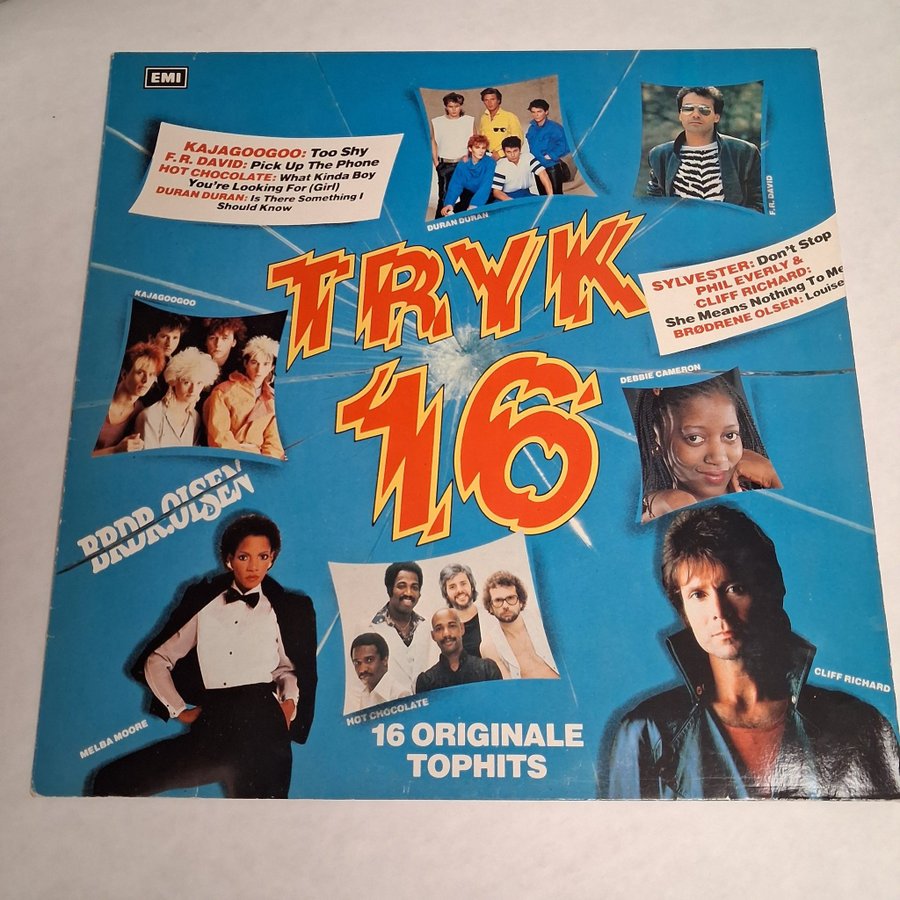 EMI
KAJAGOOGOO: Too Shy
F.R. DAVID: Pick Up The Phone
HOT CHOCOLATE: What Kinda Boy
You're Looking For (Girl)
DURAN DURAN: Is There Something I
Should Know
DURAN DURAN
F.R. DAVID
TRYK
16
SYLVESTER: Don't Stop
PHIL EVERLY &
CLIFF RICHARD:
She Means Nothing To Me
BRØDRENE OLSEN: Louise
KAJAGOOGOO
DEBBIE CAMERON
BRDR.OLSEN
MELBA MOORE
HOT CHOCOLATE
CLIFF RICHARD
16 ORIGINALE
TOPHITS